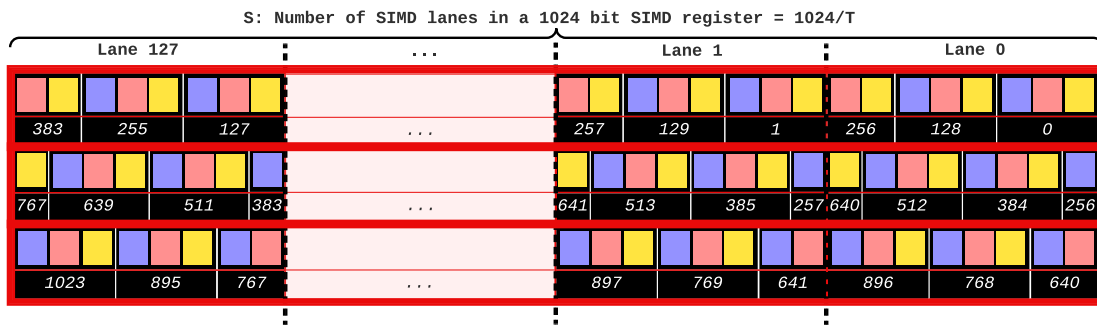 S: Number of SIMD lanes in a 1024 bit SIMD register = 1024/T
Lane 127 ... Lane 1 Lane 0
383 255 127 ... 257 129 1 256 128 0
767 639 511 383 ... 641 513 385 257 640 512 384 256
1023 895 767 ... 897 769 641 896 768 640